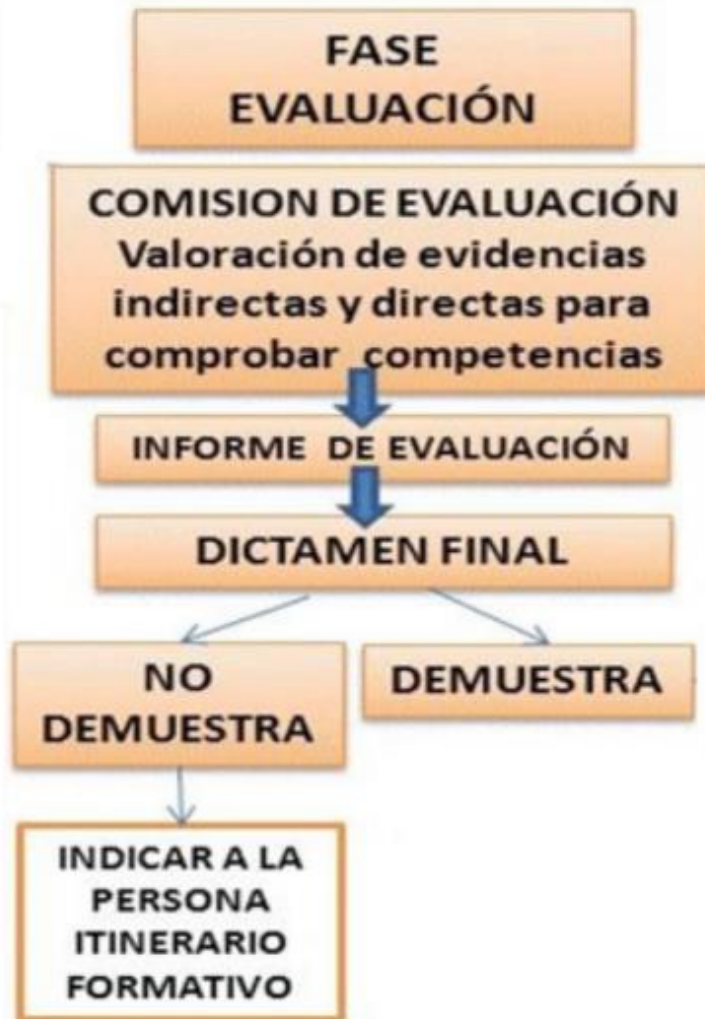 FASE
EVALUACIÓN
COMISION DE EVALUACIÓN
Valoración de evidencias
indirectas y directas para
comprobar competencias
INFORME DE EVALUACIÓN
DICTAMEN FINAL
NO
DEMUESTRA
DEMUESTRA
INDICAR A LA
PERSONA
ITINERARIO
FORMATIVO